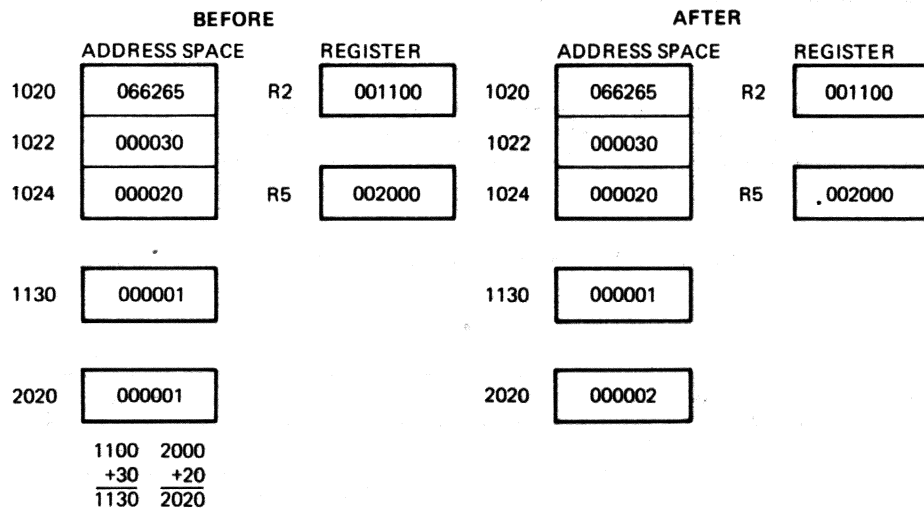 BEFORE AFTER
ADDRESS SPACE REGISTER ADDRESS SPACE REGISTER
1020 066265 R2 001100 1020 066265 R2 001100
1022 000030 1022 000030
1024 000020 R5 002000 1024 000020 R5 002000
1130 000001 1130 000001
2020 000001 2020 000002
1100 2000
+30 +20
1130 2020